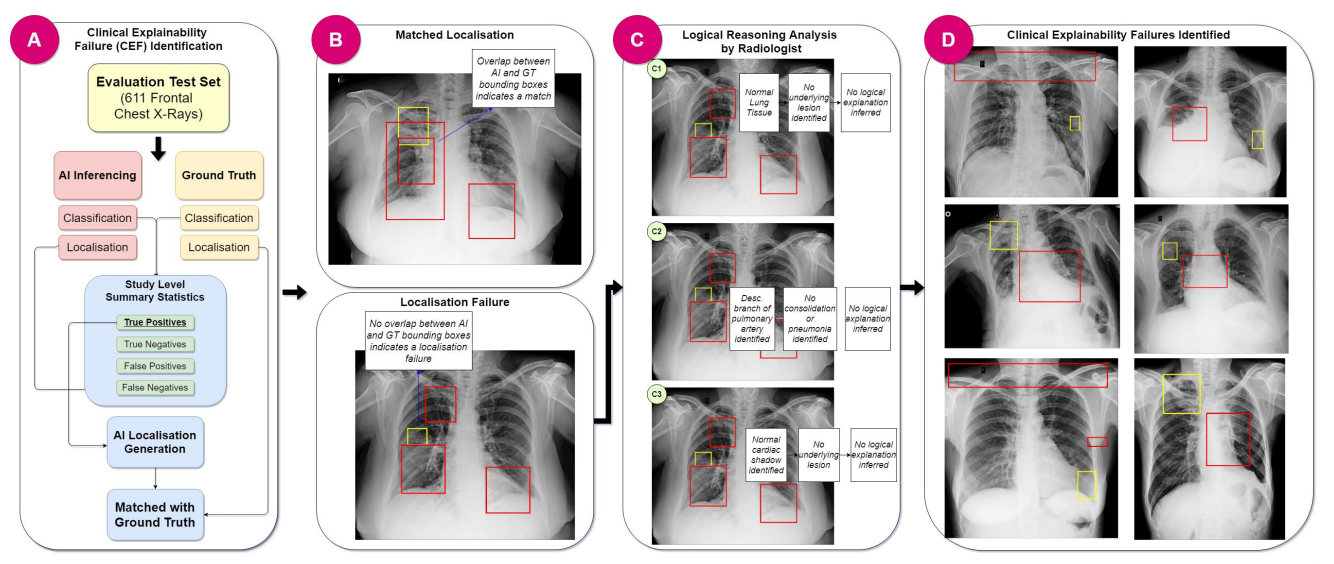 A
Clinical Explainability
Failure (CEF) Identification
Evaluation Test Set
(611 Frontal
Chest X-Rays)
AI Inferencing
Ground Truth
Classification
Classification
Localisation
Localisation
Study Level
Summary Statistics
True Positives
True Negatives
False Positives
False Negatives
AI Localisation
Generation
Matched with
Ground Truth
B
Matched Localisation
Overlap between
AI and GT
bounding boxes
indicates a match
Localisation Failure
No overlap between AI
and GT bounding boxes
indicates a localisation
failure
C
Logical Reasoning Analysis
by Radiologist
C1
Normal
Lung
Tissue
No
underlying
lesion
identified
No logical
explanation
inferred
C2
Desc.
branch of
pulmonary
artery
identified
No
consolidation
or
pneumonia
identified
No logical
explanation
inferred
C3
Normal
cardiac
shadow
identified
No
underlying
lesion
No logical
explanation
inferred
D
Clinical Explainability Failures Identified